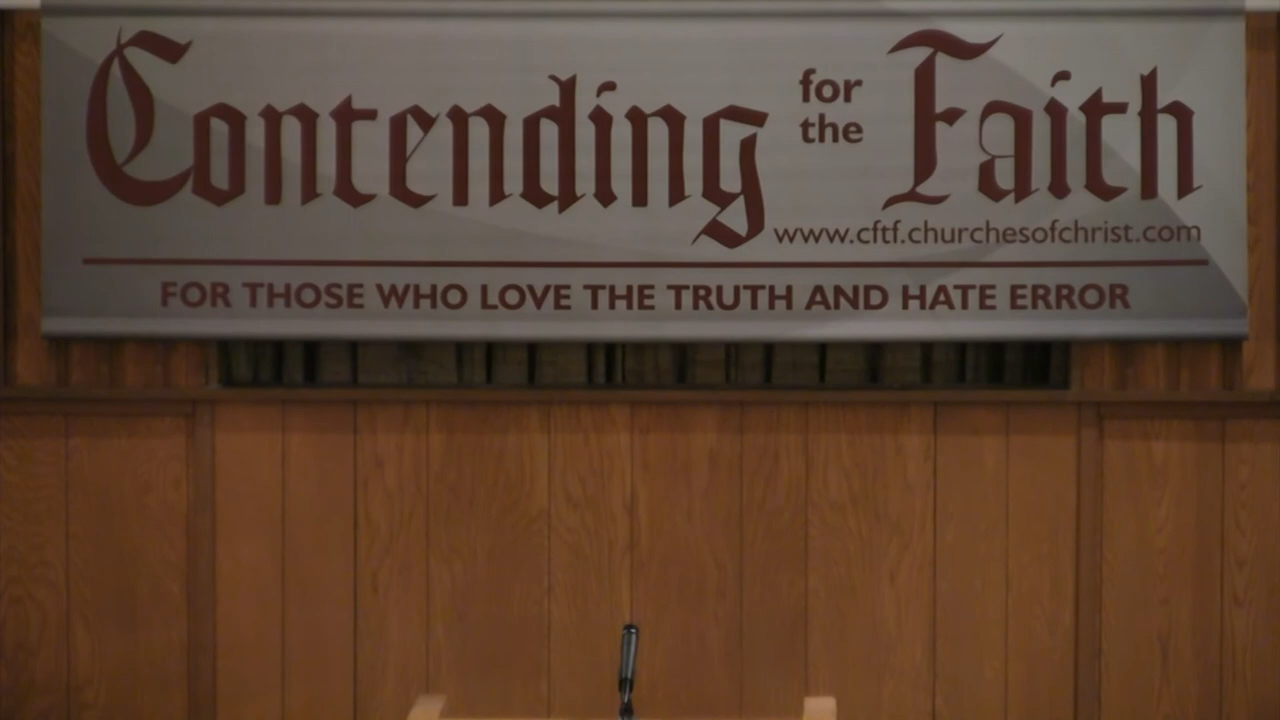 Contending for the Faith
www.cftf.churchesofchrist.com
FOR THOSE WHO LOVE THE TRUTH AND HATE ERROR